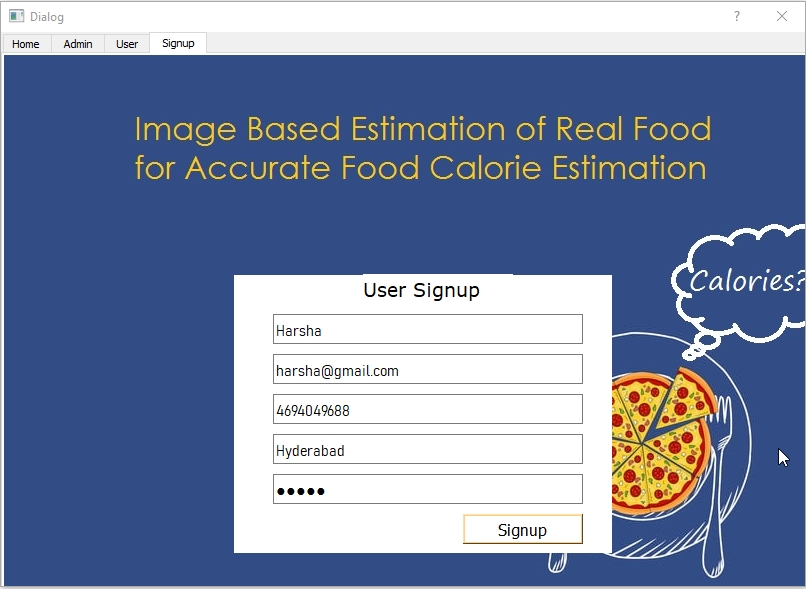 Dialog
Home Admin User Signup
Image Based Estimation of Real Food
for Accurate Food Calorie Estimation
Calories?
User Signup
Harsha
harsha@gmail.com
4694049688
Hyderabad
●●●●●
Signup